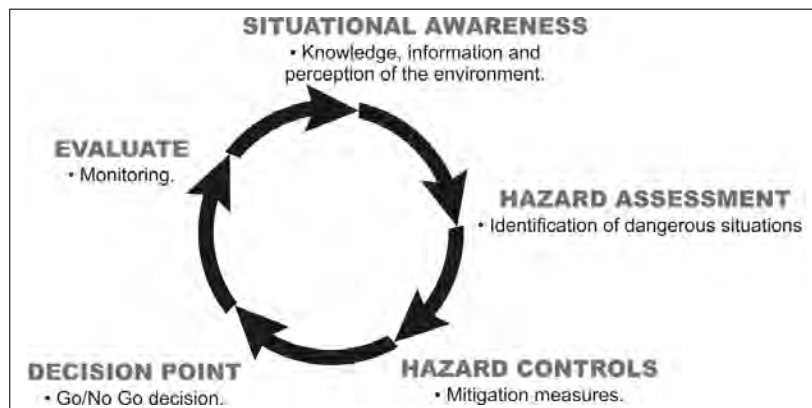 SITUATIONAL AWARENESS
• Knowledge, information and
perception of the environment.
HAZARD ASSESSMENT
• Identification of dangerous situations
HAZARD CONTROLS
• Mitigation measures.
DECISION POINT
• Go/No Go decision.
EVALUATE
• Monitoring.